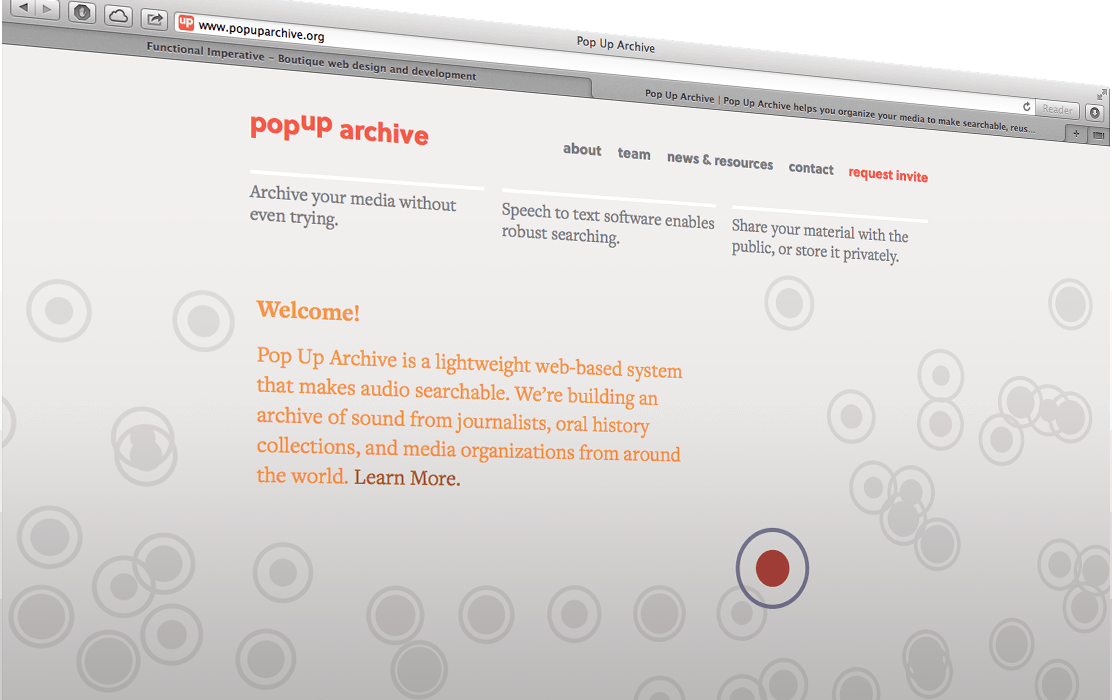 Pop Up Archive
up www.popuparchive.org
Reader
Functional Imperative – Boutique web design and development
Pop Up Archive | Pop Up Archive helps you organize your media to make searchable, reus...
popup archive
about team news & resources contact request invite
Archive your media without
even trying.
Speech to text software enables
robust searching.
Share your material with the
public, or store it privately.
Welcome!
Pop Up Archive is a lightweight web-based system
that makes audio searchable. We're building an
archive of sound from journalists, oral history
collections, and media organizations from around
the world. Learn More.